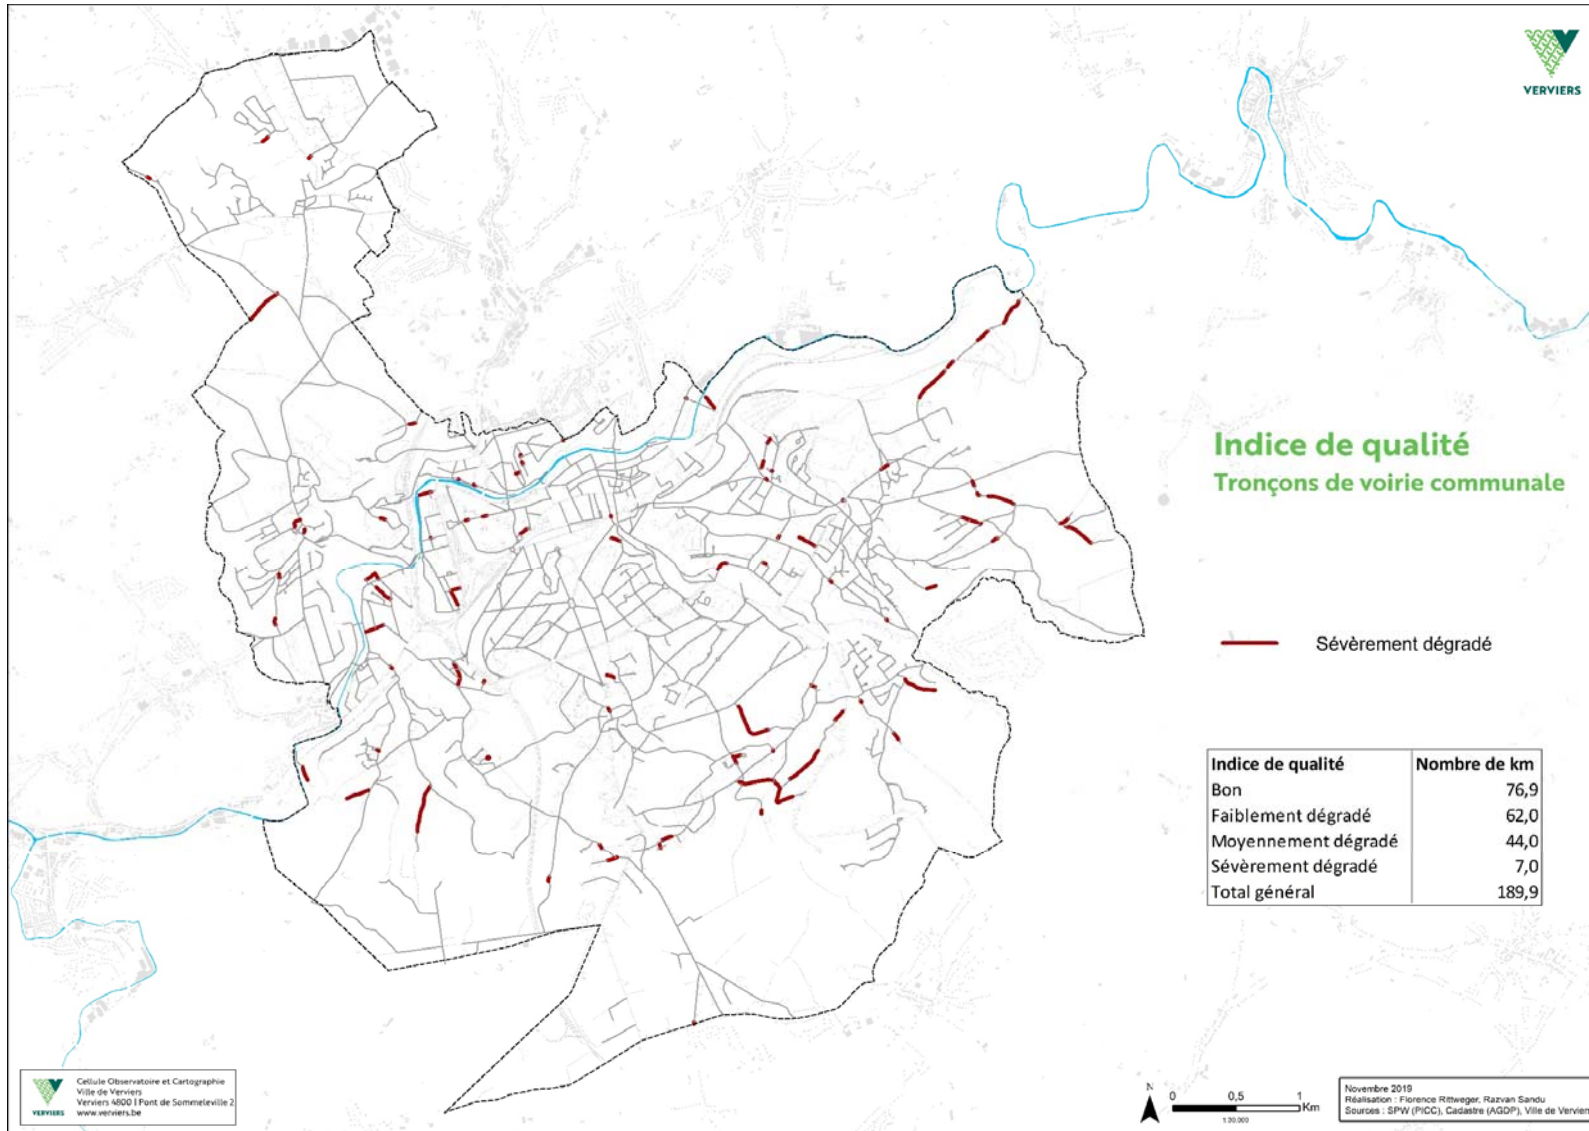 VERVIERS
Indice de qualité
Tronçons de voirie communale
Sévèrement dégradé
Indice de qualité Nombre de km
Bon 76,9
Faiblement dégradé 62,0
Moyennement dégradé 44,0
Sévèrement dégradé 7,0
Total général 189,9
VERVIERS
Cellule Observatoire et Cartographie
Ville de Verviers
Verviers 4800 I Pont de Sommeleville 2
www.verviers.be
N
0 0,5 1
Km
Novembre 2019
Réalisation : Florence Rittweger, Razvan Sandu
Sources : SPW (PICC), Cadastre (AGDP), Ville de Vervier